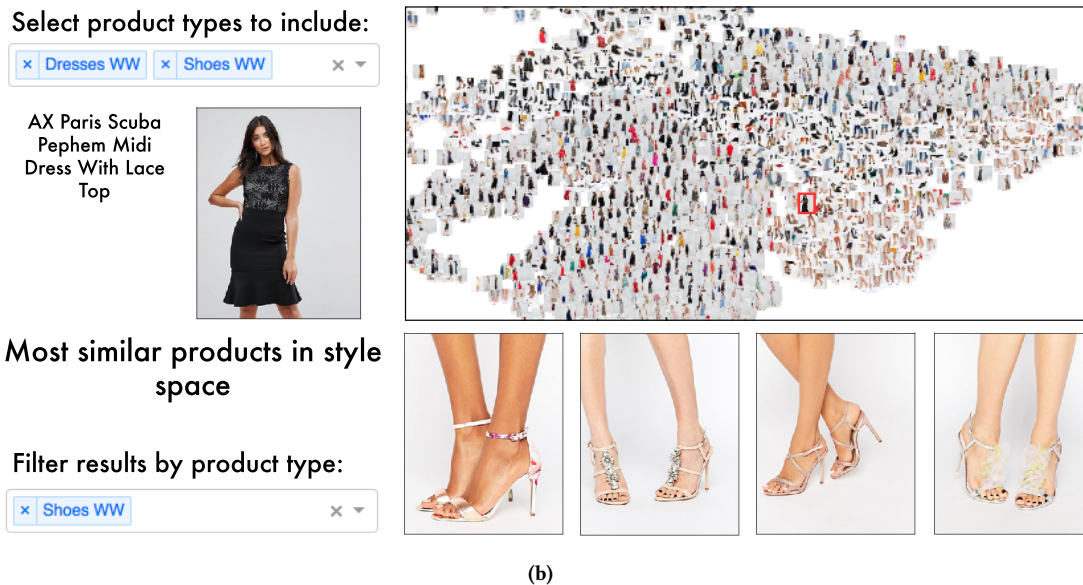 Select product types to include:
× Dresses WW × Shoes WW ×
AX Paris Scuba
Pephem Midi
Dress With Lace
Top
Most similar products in style
space
Filter results by product type:
× Shoes WW ×
(b)